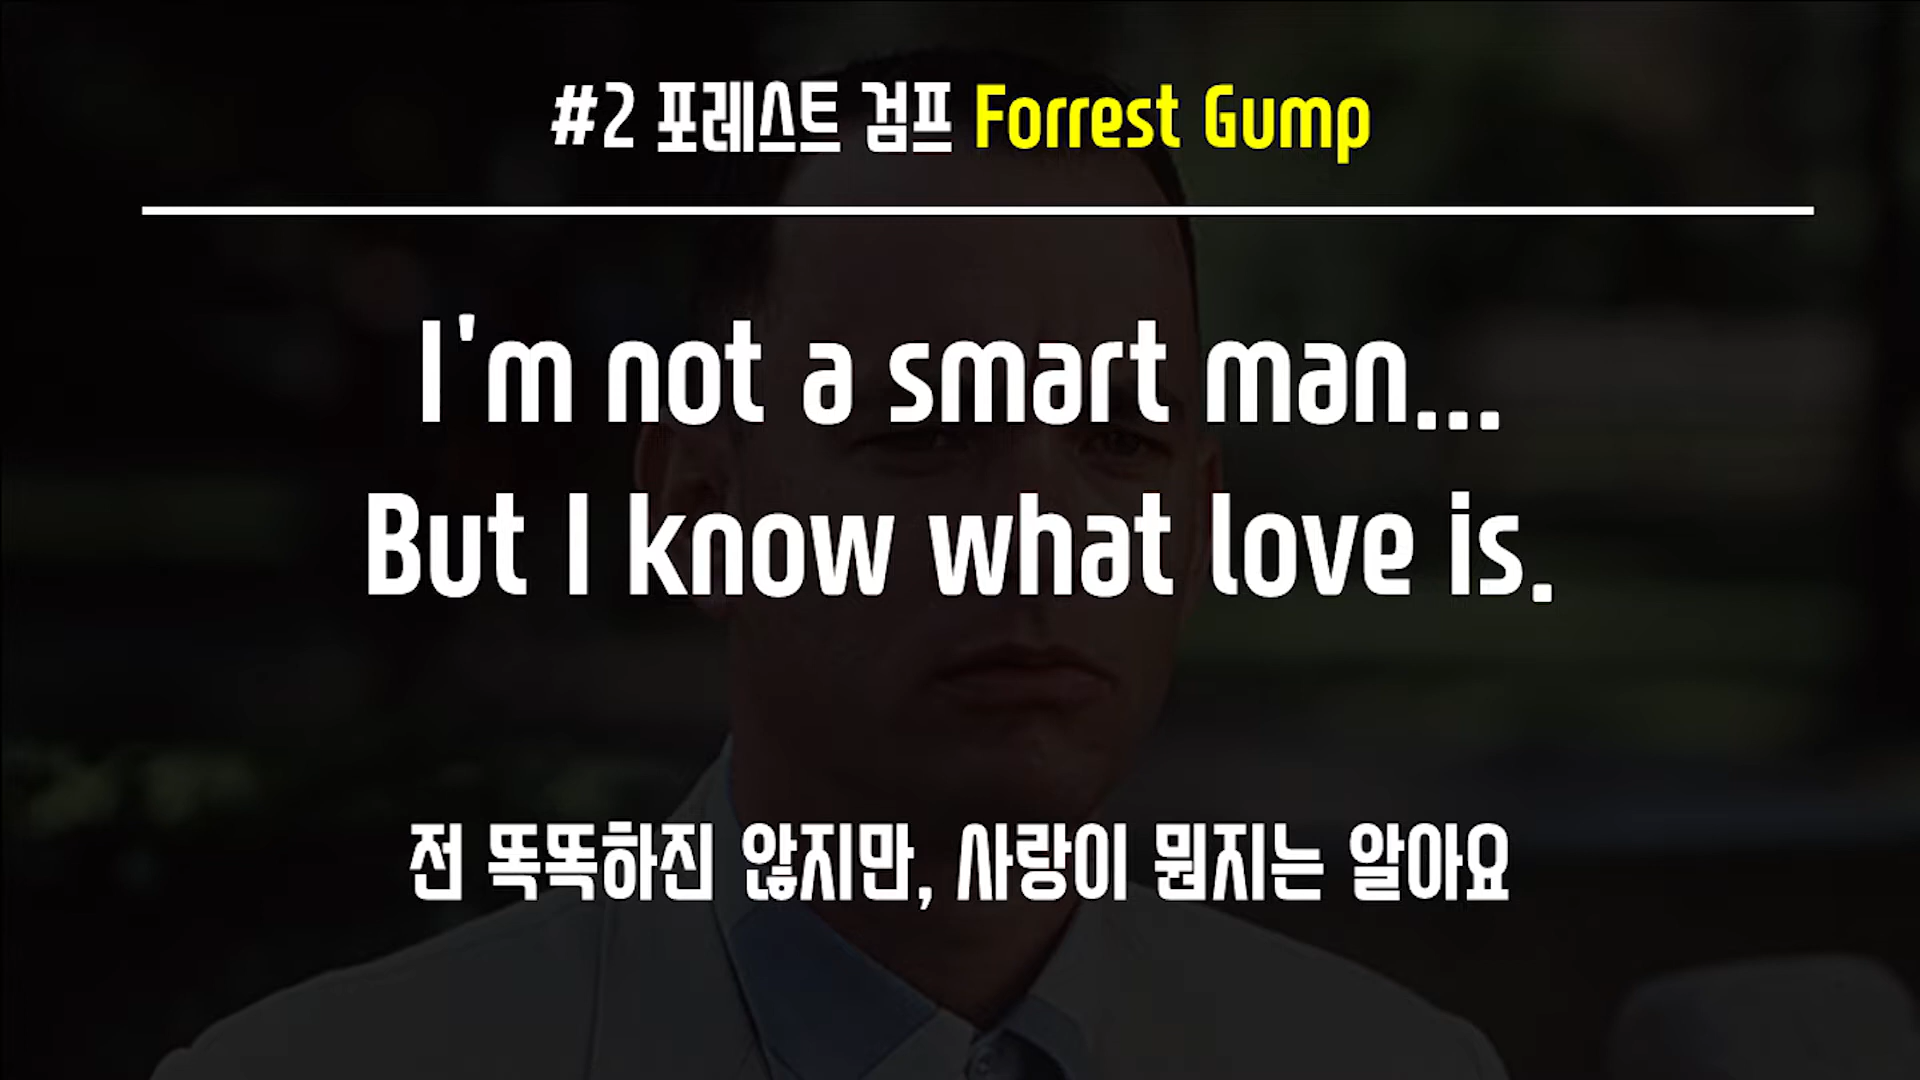 #2 포레스트 검프 Forrest Gump
I'm not a smart man...
But I know what love is.
전 똑똑하진 않지만, 사랑이 뭔지는 알아요